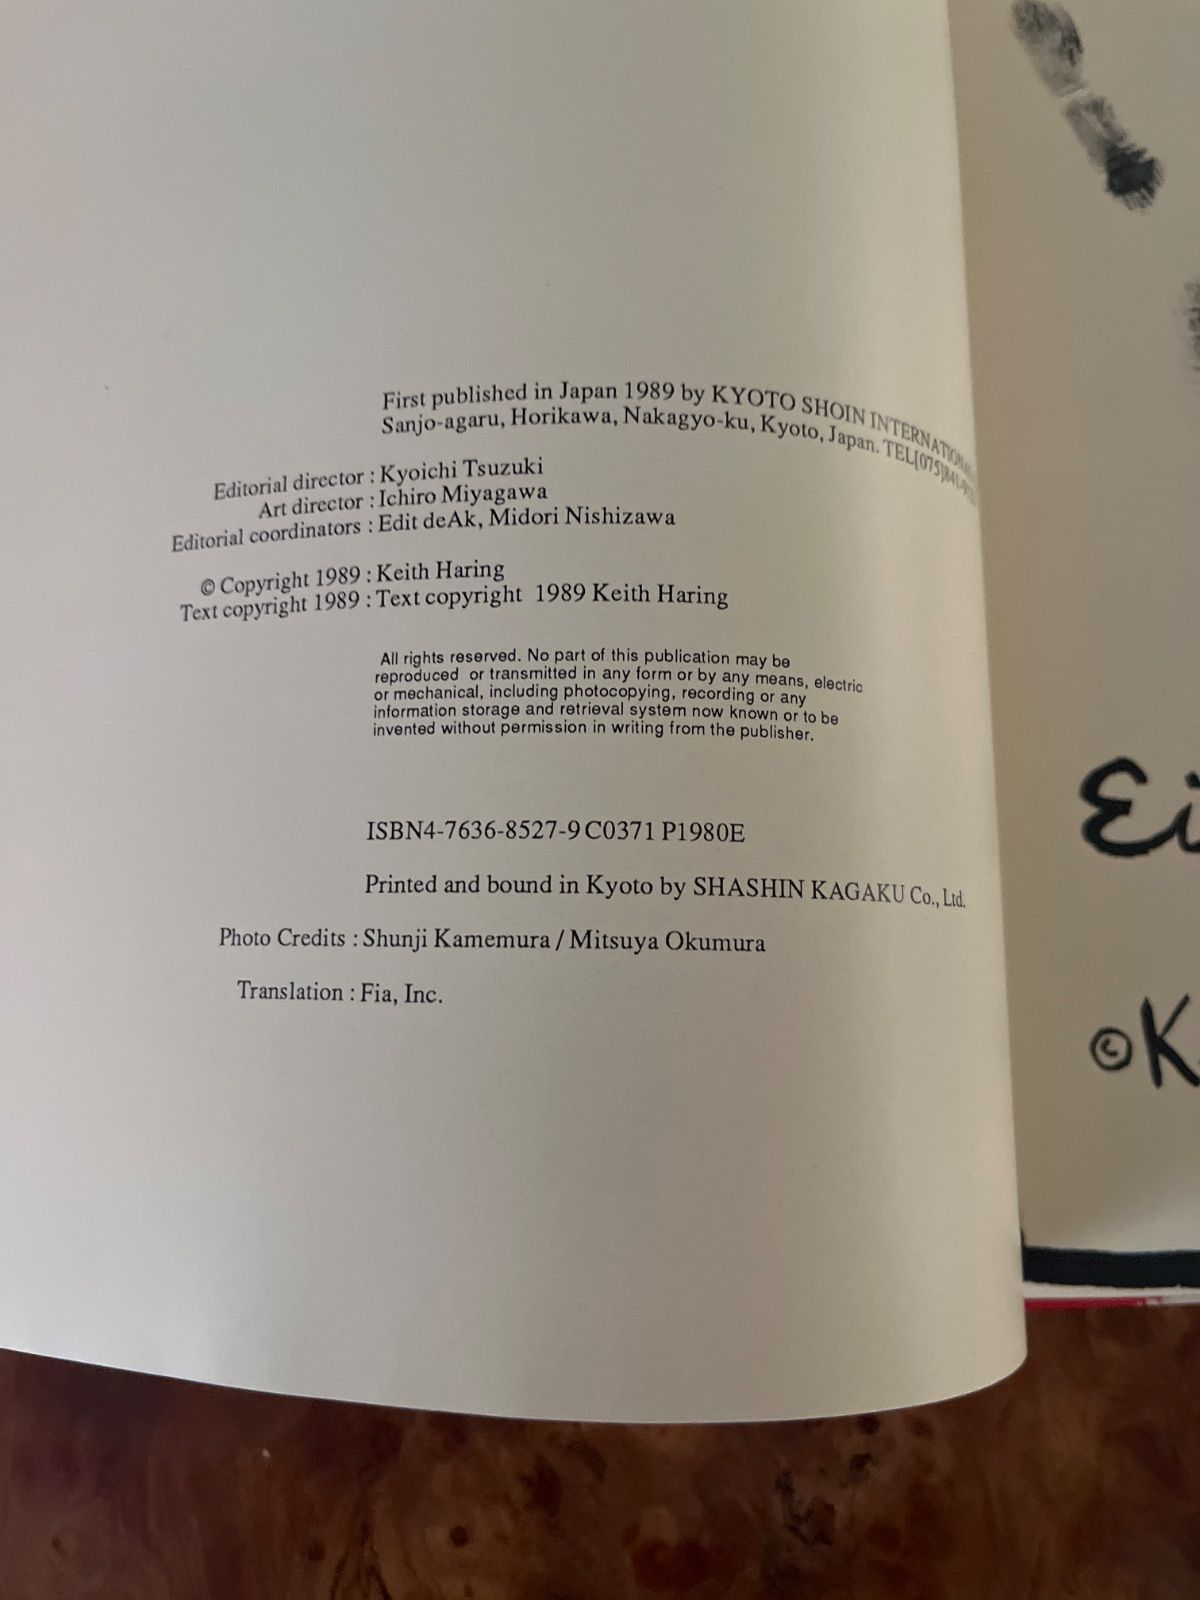 First published in Japan 1989 by KYOTO SHOIN INTERNATIONAL
Sanjo-agaru, Horikawa, Nakagyo-ku, Kyoto, Japan. TEL[075]841-
Editorial director : Kyoichi Tsuzuki
Art director : Ichiro Miyagawa
Editorial coordinators : Edit deAk, Midori Nishizawa
© Copyright 1989 : Keith Haring
Text copyright 1989 : Text copyright 1989 Keith Haring
All rights reserved. No part of this publication may be
reproduced or transmitted in any form or by any means, electric
or mechanical, including photocopying, recording or any
information storage and retrieval system now known or to be
invented without permission in writing from the publisher.
ISBN4-7636-8527-9 C0371 P1980E
Printed and bound in Kyoto by SHASHIN KAGAKU Co., Ltd.
Photo Credits : Shunji Kamemura / Mitsuya Okumura
Translation : Fia, Inc.
Ei
©K